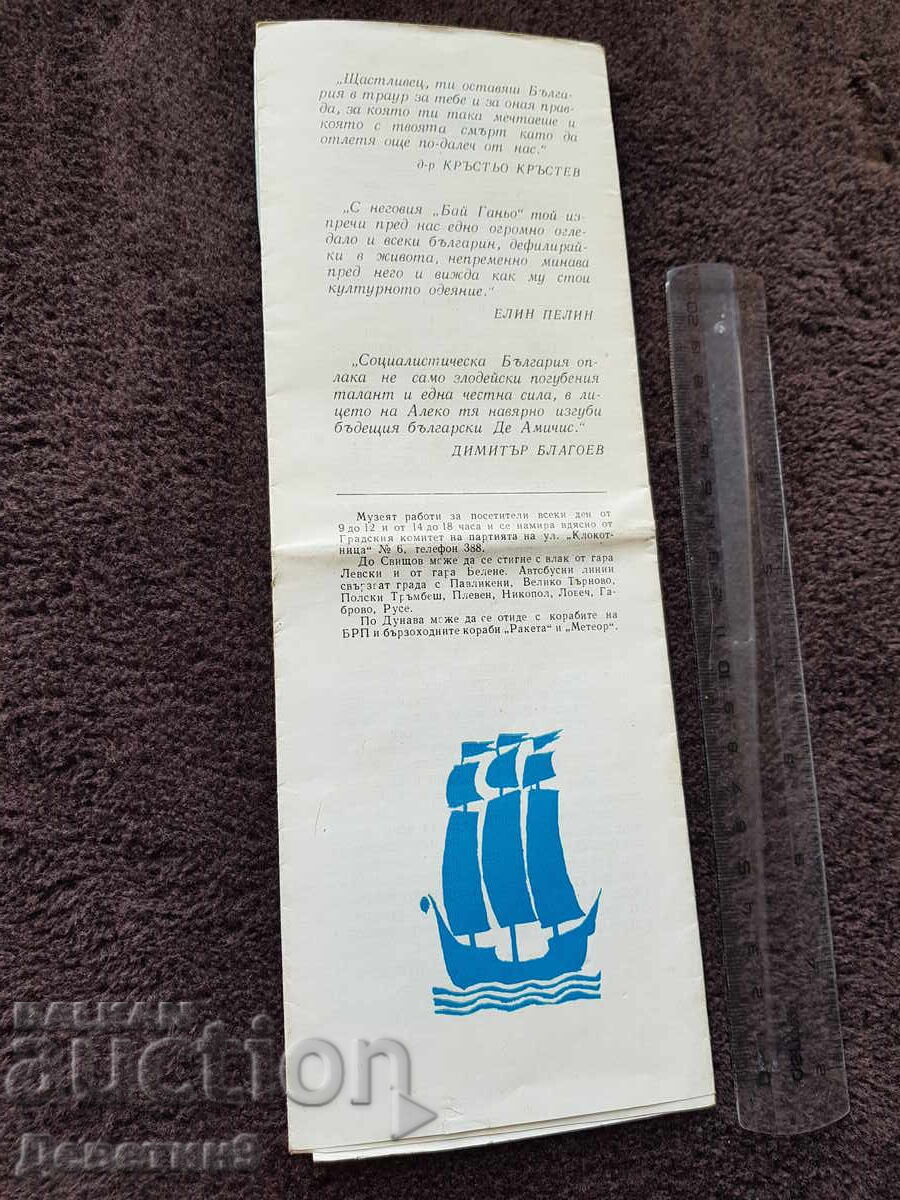 „Щастливец, ти оставяш Бълга-
рия в траур за тебе и за оная прав-
да, за която ти така мечтаеше и
която с твоята смърт като да
отлетя още по-далеч от нас.“
д-р КРЪСТЬО КРЪСТЕВ
„С неговия „Бай Ганьо“ той из-
пречи пред нас едно огромно огле-
дало и всеки българин, дефилирай-
ки в живота, непременно минава
пред него и вижда как му стои
културното одеяние.“
ЕЛИН ПЕЛИН
„Социалистическа България оп-
лака не само злодейски погубения
талант и една честна сила, в ли-
цето на Алеко тя навярно изгуби
бъдещия български Де Амичис.“
ДИМИТЪР БЛАГОЕВ
Музеят работи за посетители всеки ден от
9 до 12 и от 14 до 18 часа и се намира вдясно от
Градския комитет на партията на ул. „Клокот-
ница“ № 6, телефон 388.
До Свищов може да се стигне с влак от гара
Левски и от гара Белене. Автобусни линии
свързват града с Павликени, Велико Търново,
Полски Тръмбеш, Плевен, Никопол, Ловеч, Га-
брово, Русе.
По Дунава може да се отиде с корабите на
БРП и бързоходните кораби „Ракета“ и „Метеор“.
BALKAN
auction
Деветкин9